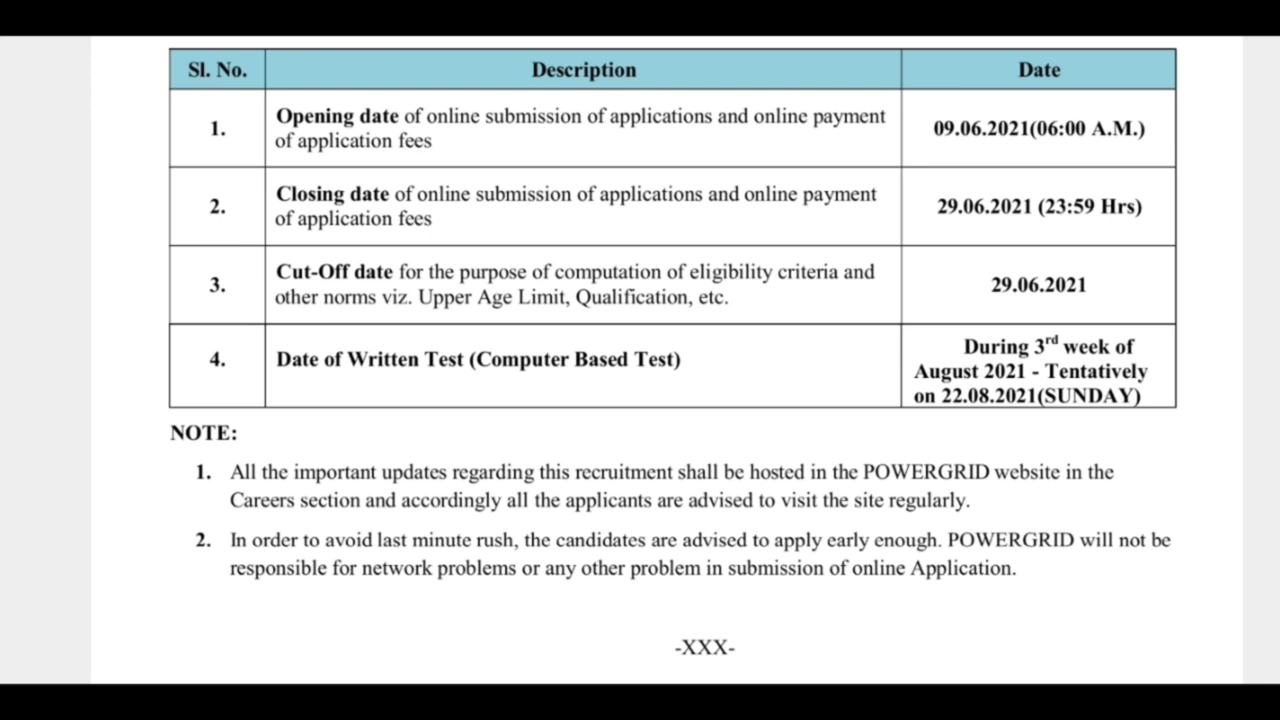 Sl. No. Description Date
1. Opening date of online submission of applications and online payment
of application fees
09.06.2021(06:00 A.M.)
2. Closing date of online submission of applications and online payment
of application fees
29.06.2021 (23:59 Hrs)
3. Cut-Off date for the purpose of computation of eligibility criteria and
other norms viz. Upper Age Limit, Qualification, etc.
29.06.2021
4. Date of Written Test (Computer Based Test)
During 3rd week of
August 2021 - Tentatively
on 22.08.2021(SUNDAY)
NOTE:
1. All the important updates regarding this recruitment shall be hosted in the POWERGRID website in the
Careers section and accordingly all the applicants are advised to visit the site regularly.
2. In order to avoid last minute rush, the candidates are advised to apply early enough. POWERGRID will not be
responsible for network problems or any other problem in submission of online Application.
-XXX-